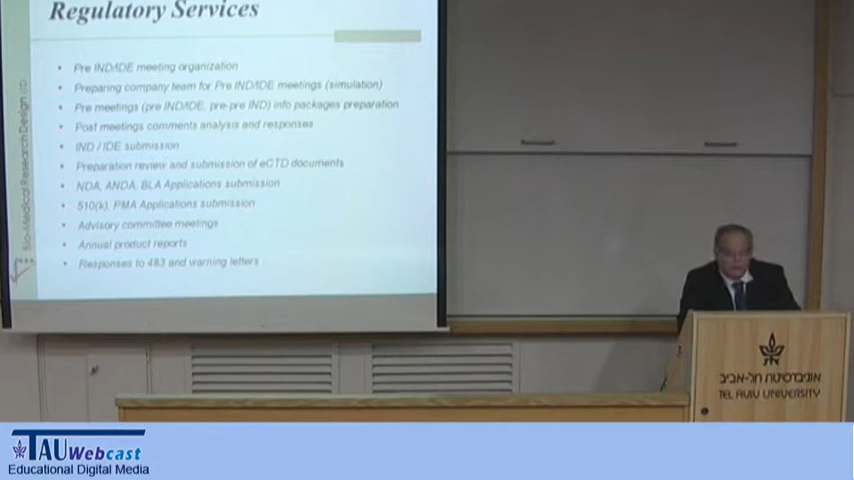 Regulatory Services
Pre IND/IDE meeting organization
Preparing company team for Pre IND/IDE meetings (simulation)
Pre meetings (pre IND/IDE, pre-pre IND) info packages preparation
Post meetings comments analysis and responses
IND / IDE submission
Preparation review and submission of eCTD documents
NDA, ANDA, BLA Applications submission
510(k), PMA Applications submission
Advisory committee meetings
Annual product reports
Responses to 483 and warning letters
Bio-Medical Research Design LTD.
אוניברסיטת תל-אביב
TEL AVIV UNIVERSITY
TAU Webcast
Educational Digital Media